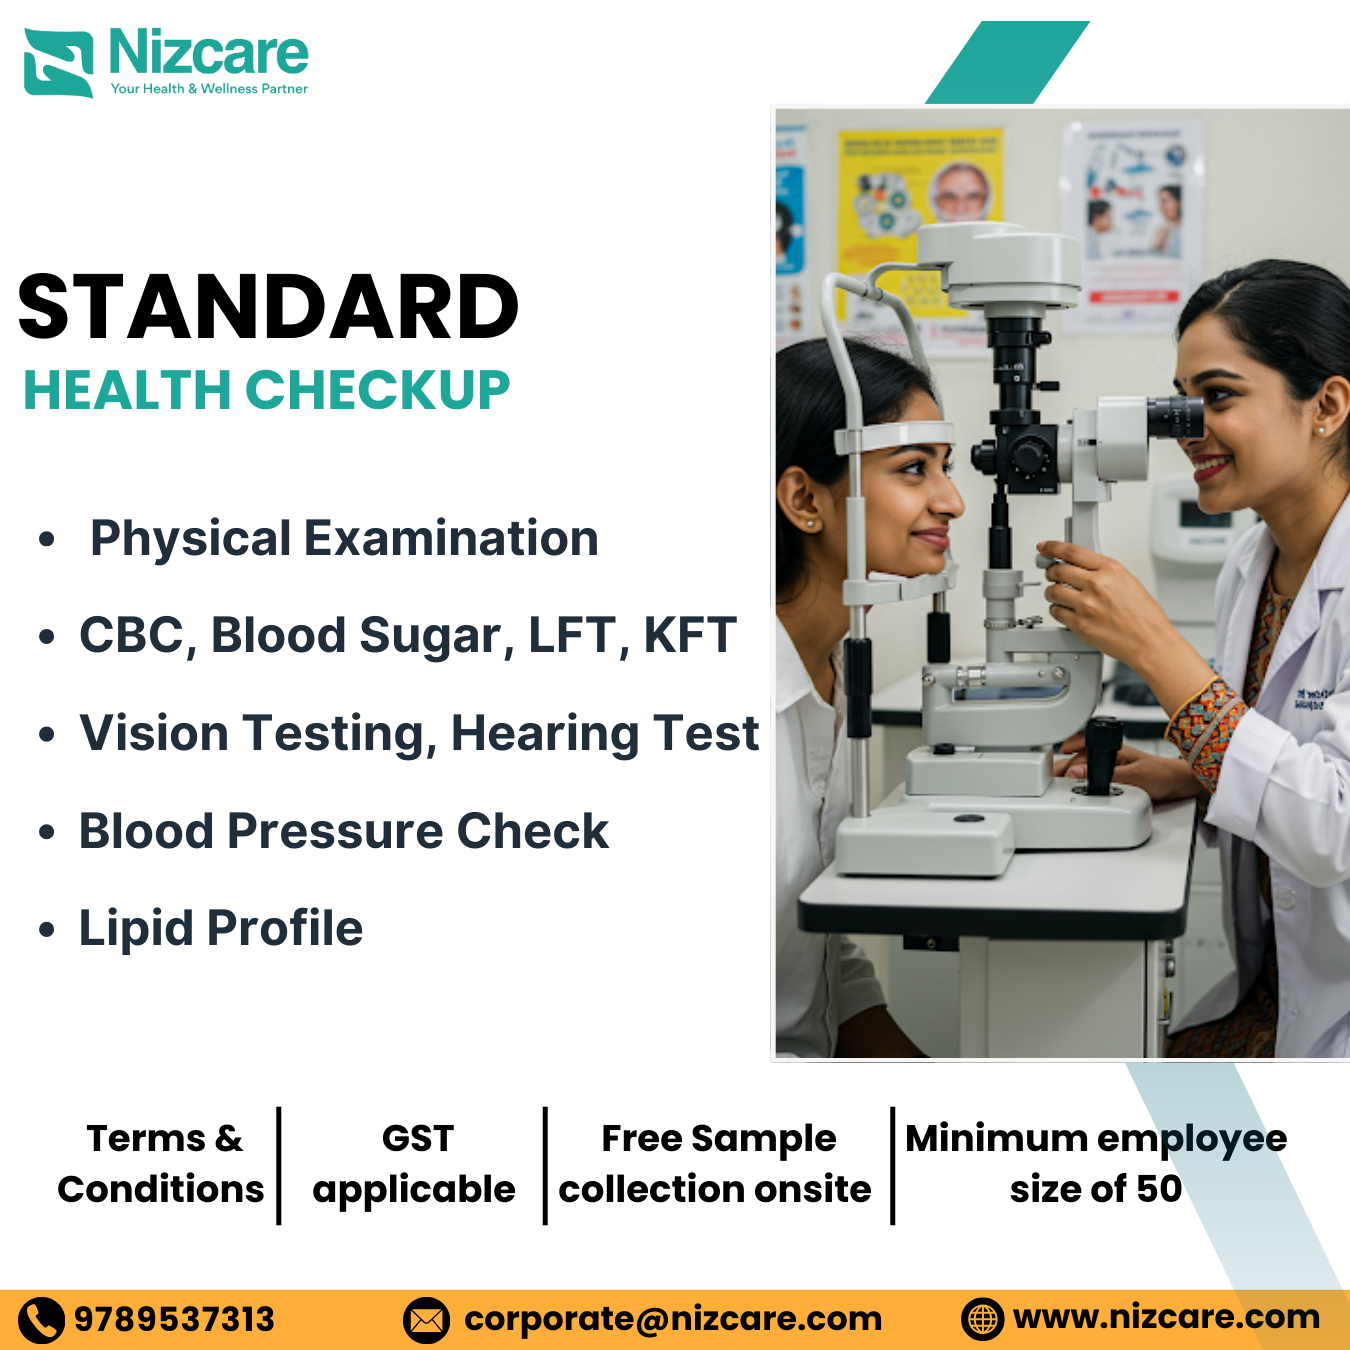 Nizcare
Your Health & Wellness Partner
STANDARD
HEALTH CHECKUP
• Physical Examination
• CBC, Blood Sugar, LFT, KFT
• Vision Testing, Hearing Test
• Blood Pressure Check
• Lipid Profile
Terms &
Conditions
GST
applicable
Free Sample
collection onsite
Minimum employee
size of 50
9789537313
corporate@nizcare.com
www.nizcare.com